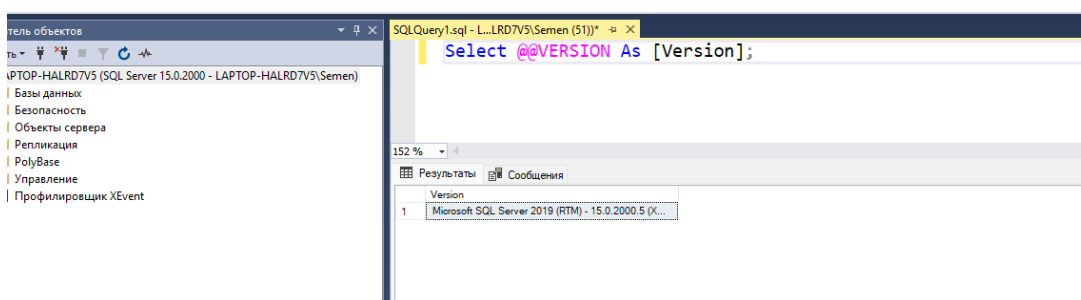 тель объектов
ть
APTOP-HALRD7V5 (SQL Server 15.0.2000 - LAPTOP-HALRD7V5\Semen)
Базы данных
Безопасность
Объекты сервера
Репликация
PolyBase
Управление
Профилировщик XEvent
SQLQuery1.sql - L...LRD7V5\Semen (51))*
Select @@VERSION As [Version];
152 %
Результаты Сообщения
Version
1 Microsoft SQL Server 2019 (RTM) - 15.0.2000.5 (X...